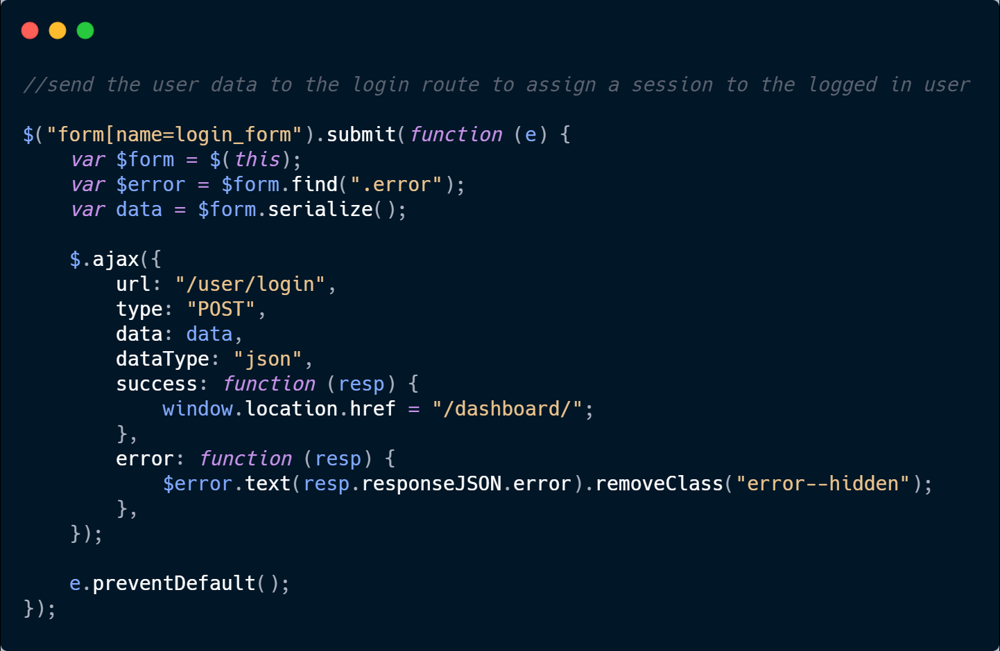 //send the user data to the login route to assign a session to the logged in user

$("form[name=login_form").submit(function (e) {
    var $form = $(this);
    var $error = $form.find(".error");
    var data = $form.serialize();

    $.ajax({
        url: "/user/login",
        type: "POST",
        data: data,
        dataType: "json",
        success: function (resp) {
            window.location.href = "/dashboard/";
        },
        error: function (resp) {
            $error.text(resp.responseJSON.error).removeClass("error--hidden");
        },
    });

    e.preventDefault();
});